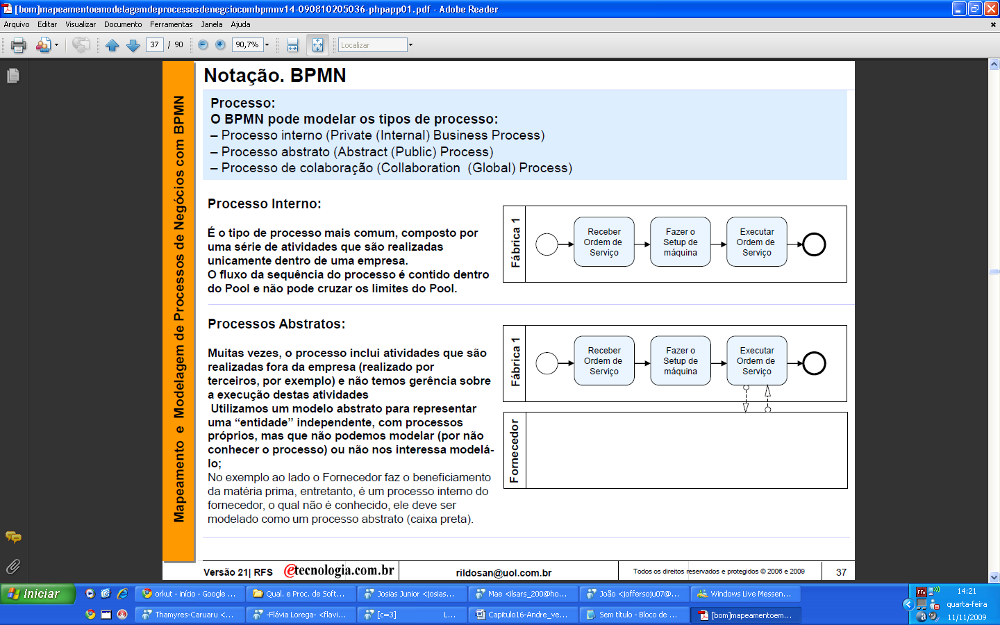 [bom]mapeamentoemodelagemdeprocessosdenegciocombpmnv14-090810205036-phpapp01.pdf - Adobe Reader
Arquivo Editar Visualizar Documento Ferramentas Janela Ajuda
37 / 90 90,7% Localizar
Mapeamento e Modelagem de Processos de Negócios com BPMN
Notação. BPMN
Processo:
O BPMN pode modelar os tipos de processo:
– Processo interno (Private (Internal) Business Process)
– Processo abstrato (Abstract (Public) Process)
– Processo de colaboração (Collaboration (Global) Process)
Processo Interno:
É o tipo de processo mais comum, composto por
uma série de atividades que são realizadas
unicamente dentro de uma empresa.
O fluxo da sequência do processo é contido dentro
do Pool e não pode cruzar os limites do Pool.
Fábrica 1
Receber
Ordem de
Serviço
Fazer o
Setup de
máquina
Executar
Ordem de
Serviço
Processos Abstratos:
Muitas vezes, o processo inclui atividades que são
realizadas fora da empresa (realizado por
terceiros, por exemplo) e não temos gerência sobre
a execução destas atividades
Utilizamos um modelo abstrato para representar
uma “entidade” independente, com processos
próprios, mas que não podemos modelar (por não
conhecer o processo) ou não nos interessa modelá-
lo;
No exemplo ao lado o Fornecedor faz o beneficiamento
da matéria prima, entretanto, é um processo interno do
fornecedor, o qual não é conhecido, ele deve ser
modelado como um processo abstrato (caixa preta).
Fábrica 1
Receber
Ordem de
Serviço
Fazer o
Setup de
máquina
Executar
Ordem de
Serviço
Fornecedor
Versão 21| RFS etecnologia.com.br rildosan@uol.com.br Todos os direitos reservados e protegidos © 2006 e 2009 37
Iniciar
orkut - início - Google ... Qual. e Proc. de Soft... Josias Junior <josias... Mae <ilsars_200@ho... João <joffersoju07@... Windows Live Messen...
Thamyres-Caruaru <... -Flávia Lorega- <flavi... [c=3] L... Capitulo16-Andre_ve... Sem título - Bloco de ... [bom]mapeamentoem...
14:21
quarta-feira
11/11/2009